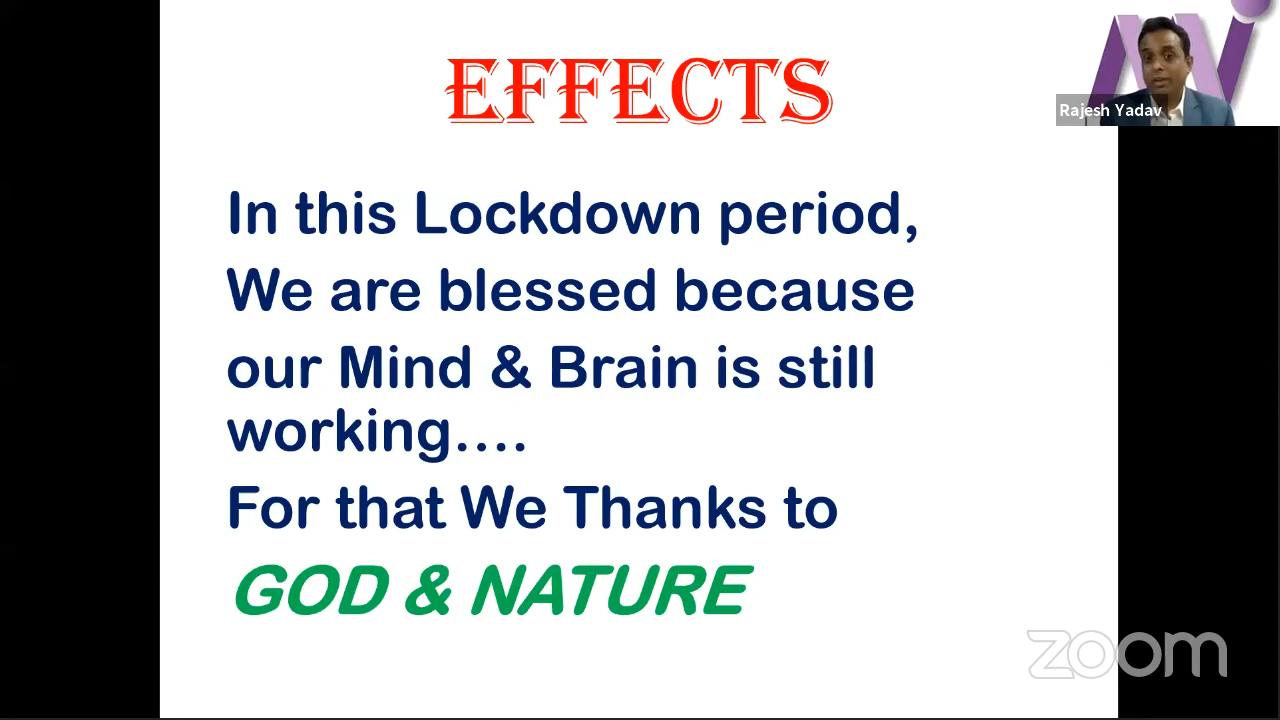 EFFECTS
Rajesh Yadav
In this Lockdown period,
We are blessed because
our Mind & Brain is still
working....
For that We Thanks to
GOD & NATURE
zoom